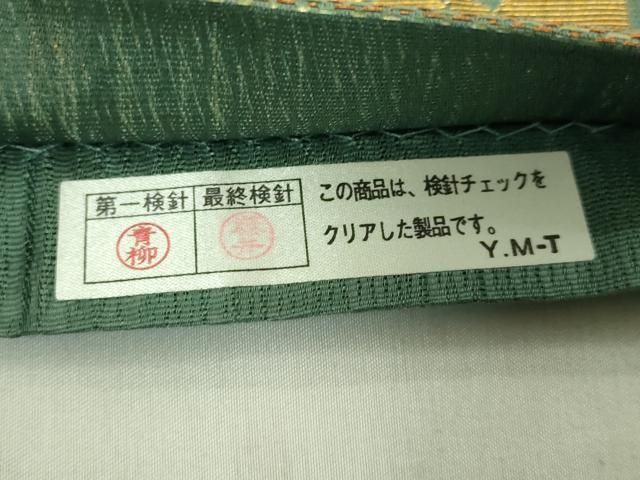 第一検針 最終検針
青柳
この商品は、検針チェックを
クリアした製品です。
Y.M-T